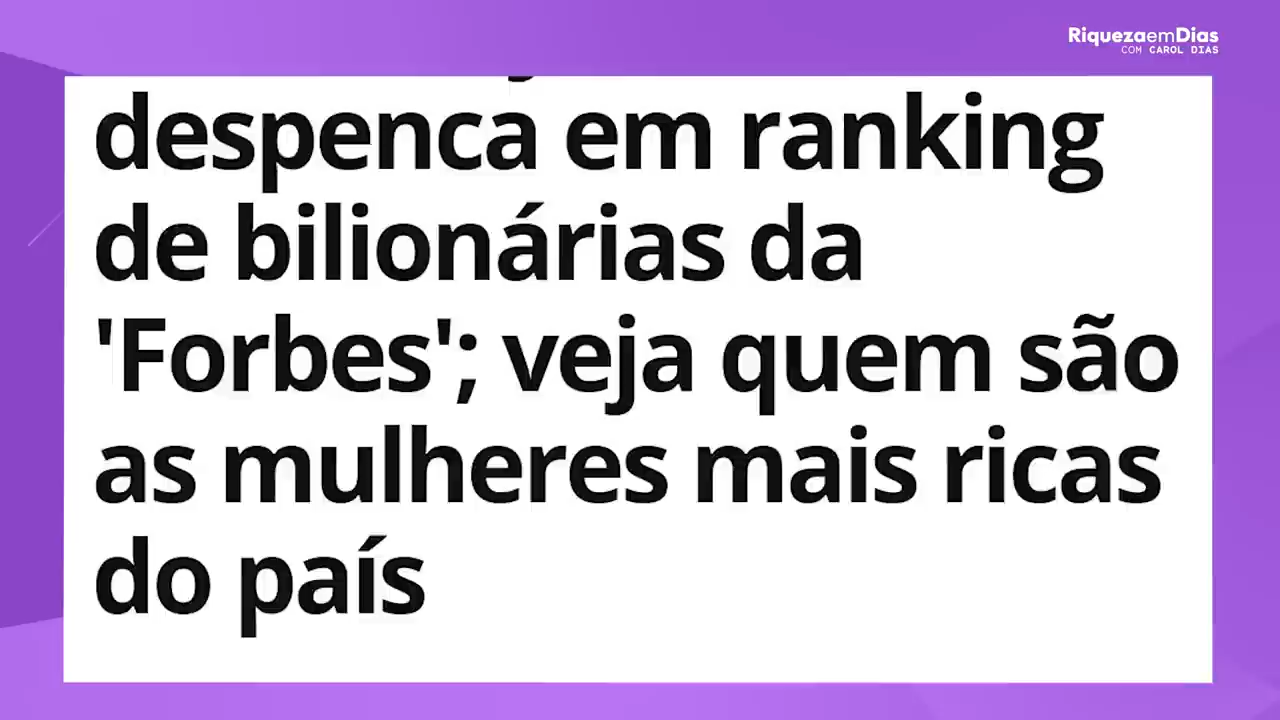 RiquezaemDias
COM CAROL DIAS
despenca em ranking
de bilionárias da
'Forbes'; veja quem são
as mulheres mais ricas
do país